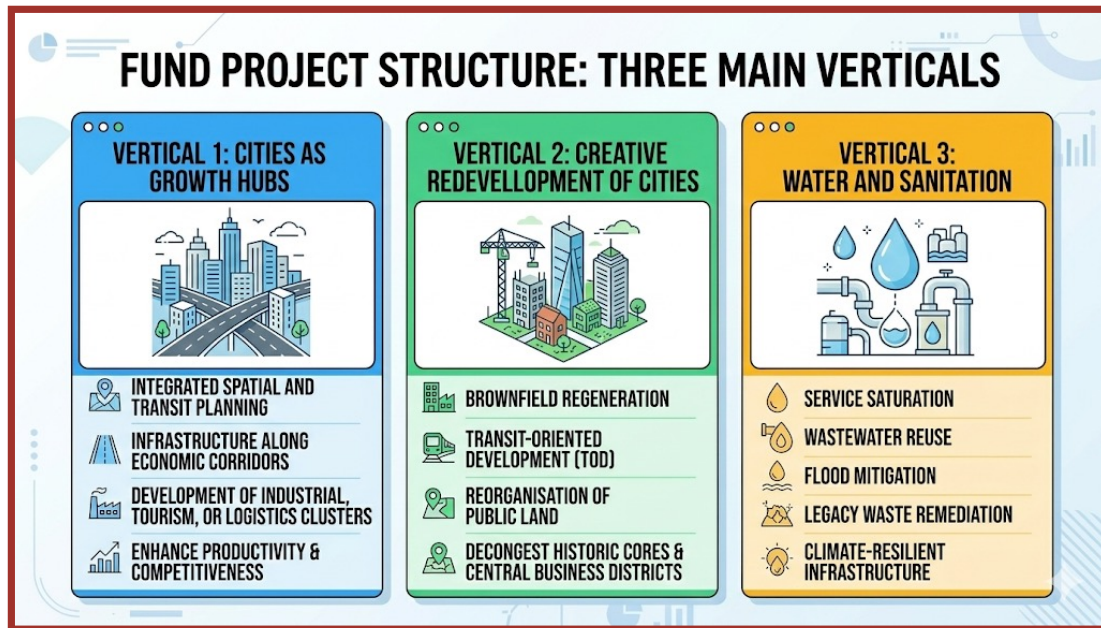 FUND PROJECT STRUCTURE: THREE MAIN VERTICALS
VERTICAL 1: CITIES AS
GROWTH HUBS
INTEGRATED SPATIAL AND
TRANSIT PLANNING
INFRASTRUCTURE ALONG
ECONOMIC CORRIDORS
DEVELOPMENT OF INDUSTRIAL,
TOURISM, OR LOGISTICS CLUSTERS
ENHANCE PRODUCTIVITY &
COMPETITIVENESS
VERTICAL 2: CREATIVE
REDEVELLOPMENT OF CITIES
BROWNFIELD REGENERATION
TRANSIT-ORIENTED
DEVELOPMENT (TOD)
REORGANISATION OF
PUBLIC LAND
DECONGEST HISTORIC CORES &
CENTRAL BUSINESS DISTRICTS
VERTICAL 3:
WATER AND SANITATION
SERVICE SATURATION
WASTEWATER REUSE
FLOOD MITIGATION
LEGACY WASTE REMEDIATION
CLIMATE-RESILIENT
INFRASTRUCTURE